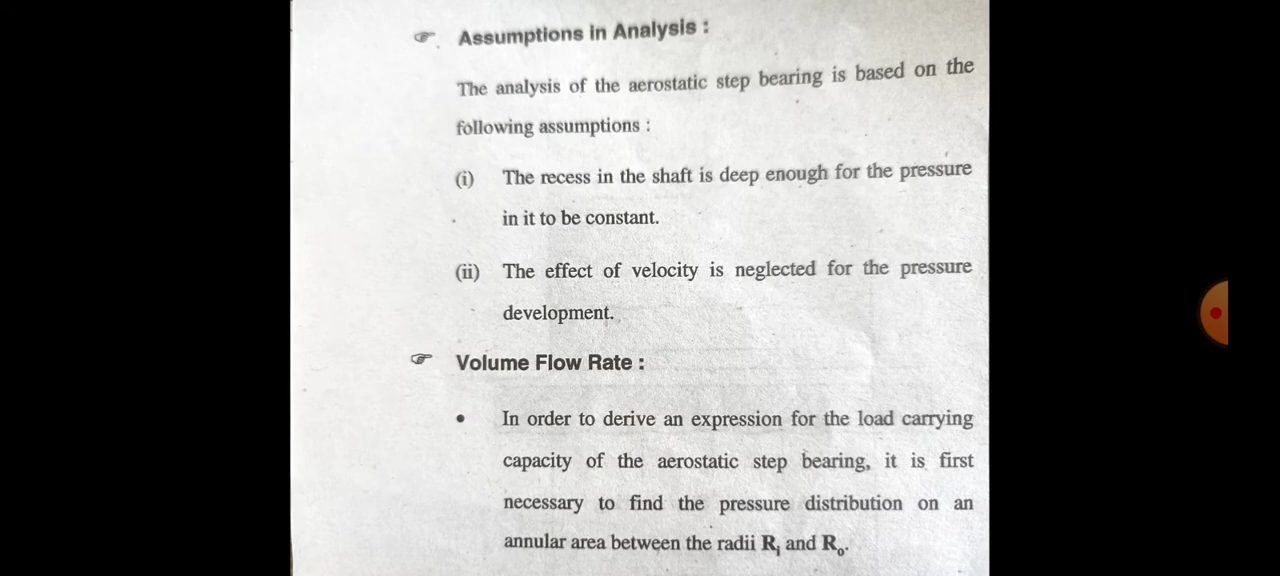 ☞ Assumptions in Analysis :
The analysis of the aerostatic step bearing is based on the
following assumptions :
(i) The recess in the shaft is deep enough for the pressure
in it to be constant.
(ii) The effect of velocity is neglected for the pressure
development.
☞ Volume Flow Rate :
• In order to derive an expression for the load carrying
capacity of the aerostatic step bearing, it is first
necessary to find the pressure distribution on an
annular area between the radii Rᵢ and Rₒ.